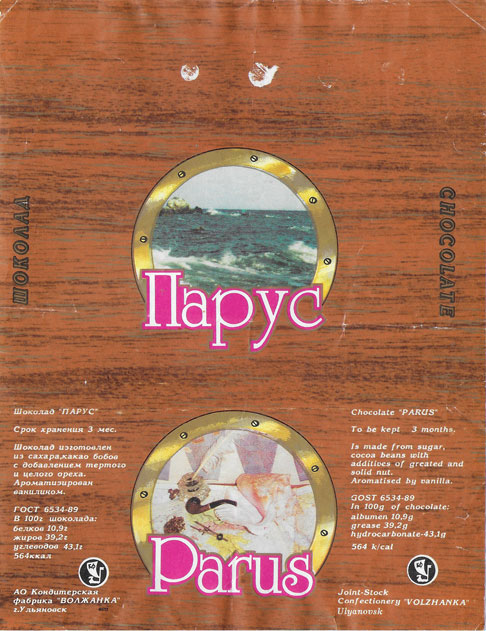 ШОКОЛАД
CHOCOLATE
Парус
Шоколад "ПАРУС"
Срок хранения 3 мес.
Шоколад изготовлен
из сахара,какао бобов
с добавлением тертого
и целого ореха.
Ароматизирован
ванилином.
ГОСТ 6534-89
В 100г шоколада:
белков 10,9г
жиров 39,2г
углеводов 43,1г
564ккал
АО Кондитерская
фабрика "ВОЛЖАНКА"
г.Ульяновск
Parus
Chocolate "PARUS"
To be kept 3 months.
Is made from sugar,
cocoa beans with
additivs of greated and
solid nut.
Aromatised by vanilla.
GOST 6534-89
In 100g of chocolate:
albumen 10,9g
grease 39,2g
hydrocarbonate-43,1g
564 k/cal
Joint-Stock
Confectionery "VOLZHANKA"
Ulyanovsk